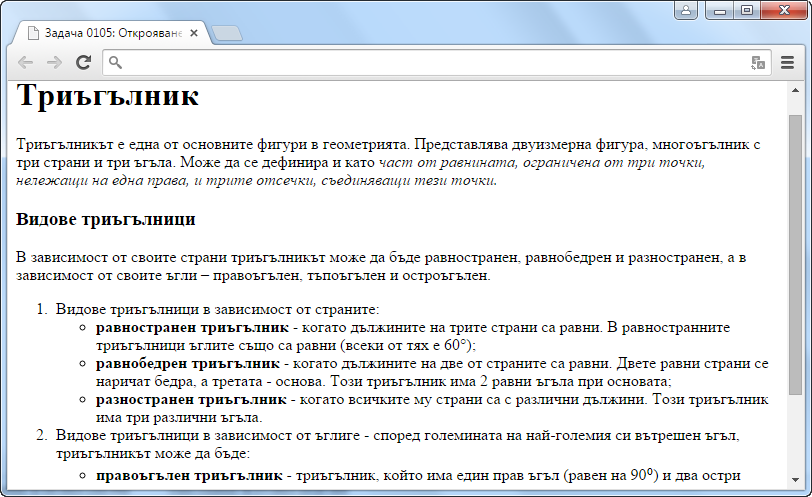 Задача 0105: Открояване
Триъгълник
Триъгълникът е една от основните фигури в геометрията. Представлява двуизмерна фигура, многоъгълник с
три страни и три ъгъла. Може да се дефинира и като част от равнината, ограничена от три точки,
нележащи на една права, и трите отсечки, съединяващи тези точки.
Видове триъгълници
В зависимост от своите страни триъгълникът може да бъде равностранен, равнобедрен и разностранен, а в
зависимост от своите ъгли – правоъгълен, тъпоъгълен и остроъгълен.
1. Видове триъгълници в зависимост от страните:
равностранен триъгълник - когато дължините на трите страни са равни. В равностранните
триъгълници ъглите също са равни (всеки от тях е 60°);
равнобедрен триъгълник - когато дължините на две от страните са равни. Двете равни страни се
наричат бедра, а третата - основа. Този триъгълник има 2 равни ъгъла при основата;
разностранен триъгълник - когато всичките му страни са с различни дължини. Този триъгълник
има три различни ъгъла.
2. Видове триъгълници в зависимост от ъглиге - според големината на най-големия си вътрешен ъгъл,
триъгълникът може да бъде:
правоъгълен триъгълник - триъгълник, който има един прав ъгъл (равен на 90⁰) и два остри